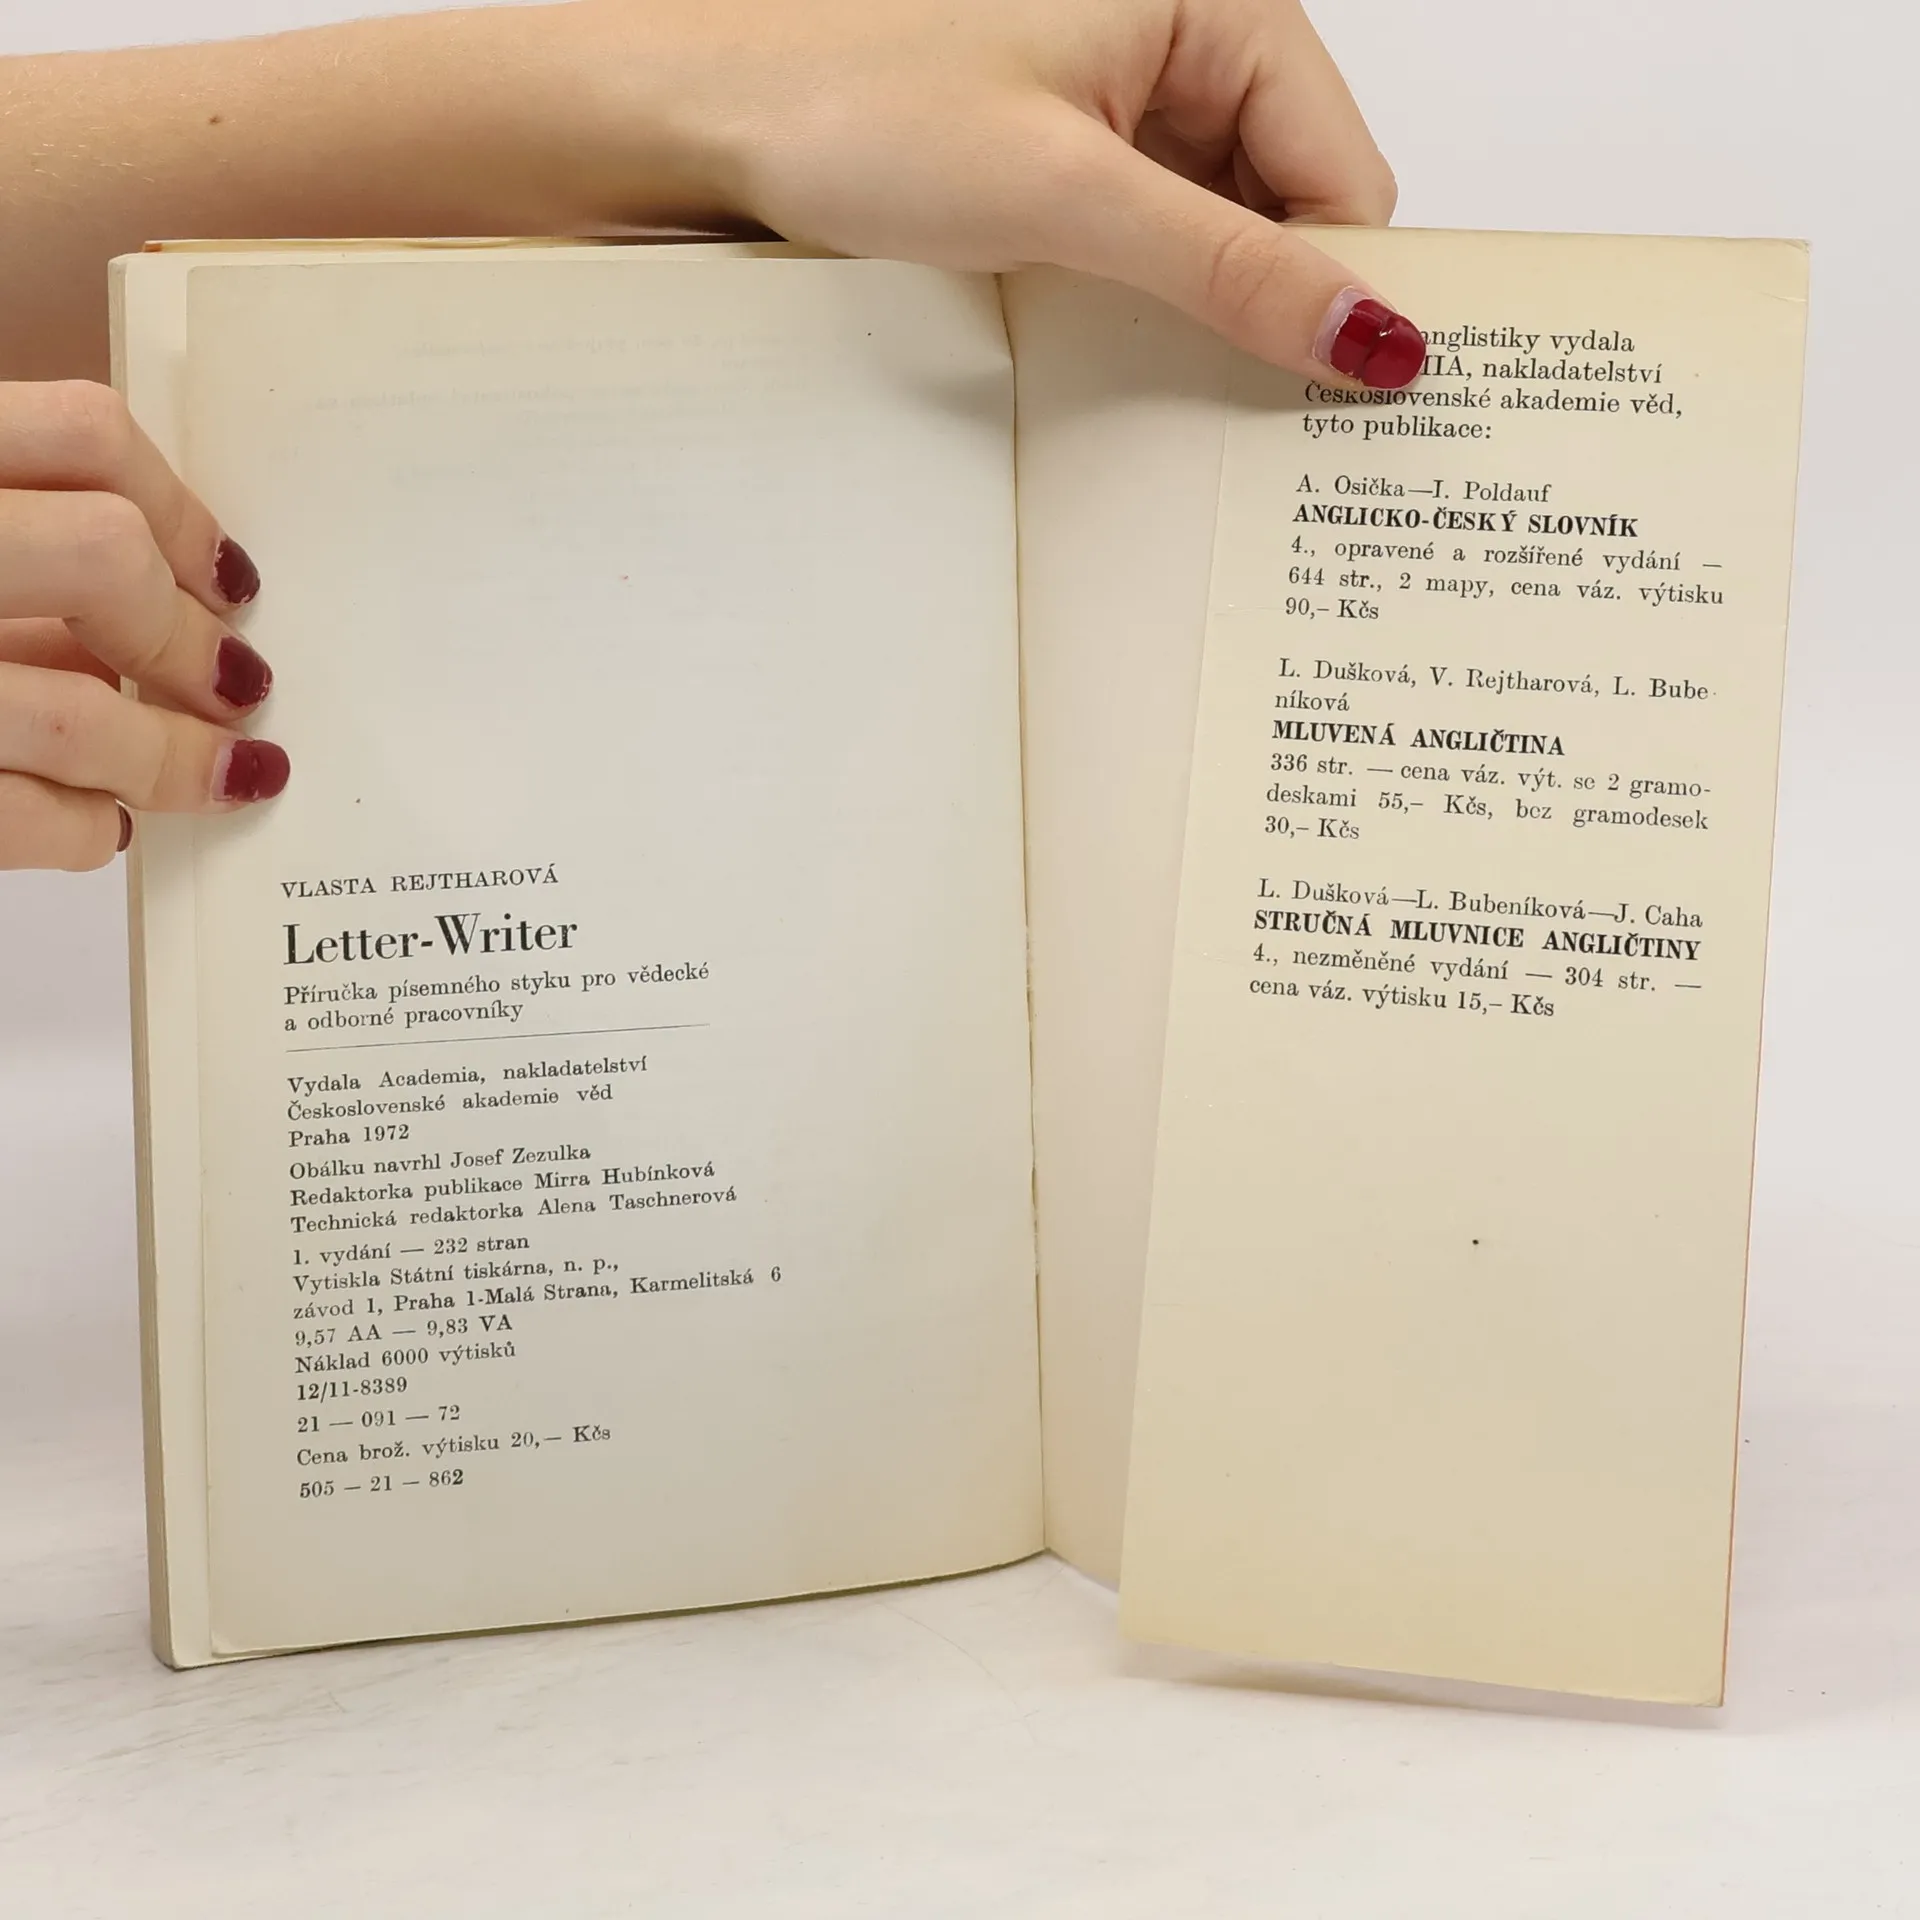 VLASTA REJTHAROVÁ
Letter-Writer
Příručka písemného styku pro vědecké
a odborné pracovníky
Vydala Academia, nakladatelství
Československé akademie věd
Praha 1972
Obálku navrhl Josef Zezulka
Redaktorka publikace Mirra Hubínková
Technická redaktorka Alena Taschnerová
1. vydání — 232 stran
Vytiskla Státní tiskárna, n. p.,
závod 1, Praha 1-Malá Strana, Karmelitská 6
9,57 AA — 9,83 VA
Náklad 6000 výtisků
12/11-8389
21 — 091 — 72
Cena brož. výtisku 20,— Kčs
505 — 21 — 862
anglistiky vydala
nakladatelství
Československé akademie věd,
tyto publikace:
A. Osička—I. Poldauf
ANGLICKO-ČESKÝ SLOVNÍK
4., opravené a rozšířené vydání —
644 str., 2 mapy, cena váz. výtisku
90,– Kčs
L. Dušková, V. Rejtharová, L. Bube-
níková
MLUVENÁ ANGLIČTINA
336 str. — cena váz. výt. se 2 gramo-
deskami 55,– Kčs, bez gramodesek
30,– Kčs
L. Dušková—L. Bubeníková—J. Caha
STRUČNÁ MLUVNICE ANGLIČTINY
4., nezměněné vydání — 304 str. —
cena váz. výtisku 15,– Kčs